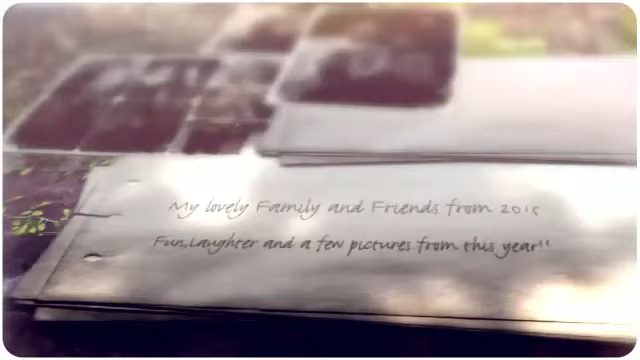 My lovely Family and Friends from 2015
Fun,Laughter and a few pictures from this year!!